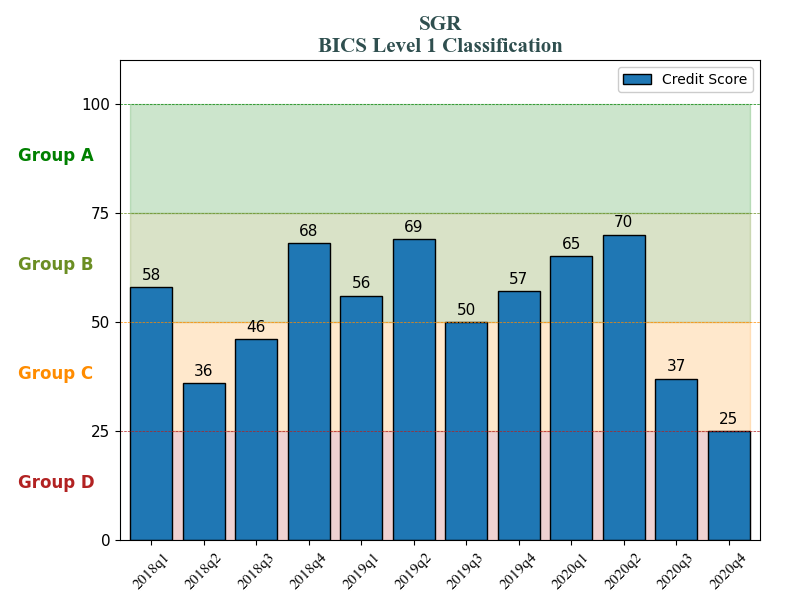 SGR
BICS Level 1 Classification
Credit Score
100
Group A
75
70
69
68
65
Group B
58
57
56
50
50
46
Group C
37
36
25
25
Group D
0
2018q1 2018q2 2018q3 2018q4 2019q1 2019q2 2019q3 2019q4 2020q1 2020q2 2020q3 2020q4